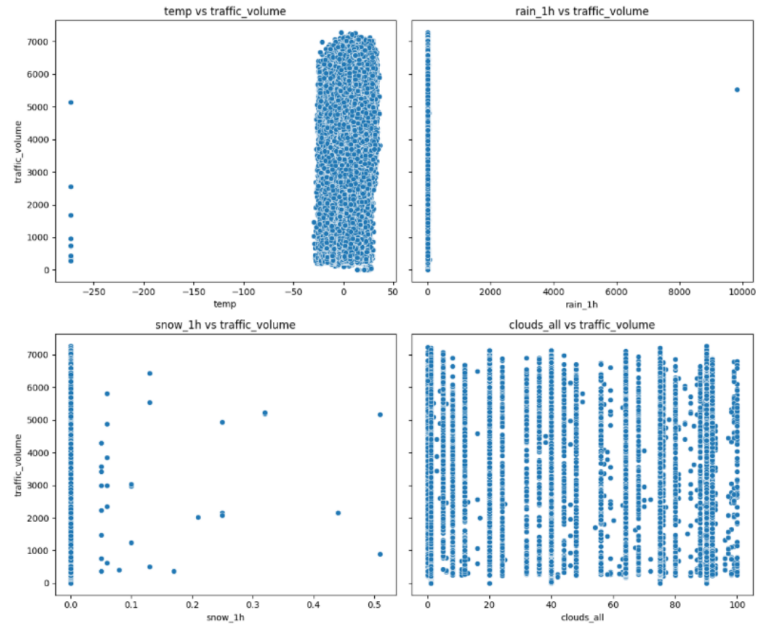 temp vs traffic_volume
rain_1h vs traffic_volume
7000
6000
5000
4000
3000
2000
1000
0
traffic_volume
−250 −200 −150 −100 −50 0 50
temp
0 2000 4000 6000 8000 10000
rain_1h
snow_1h vs traffic_volume
clouds_all vs traffic_volume
7000
6000
5000
4000
3000
2000
1000
0
traffic_volume
0.0 0.1 0.2 0.3 0.4 0.5
snow_1h
0 20 40 60 80 100
clouds_all